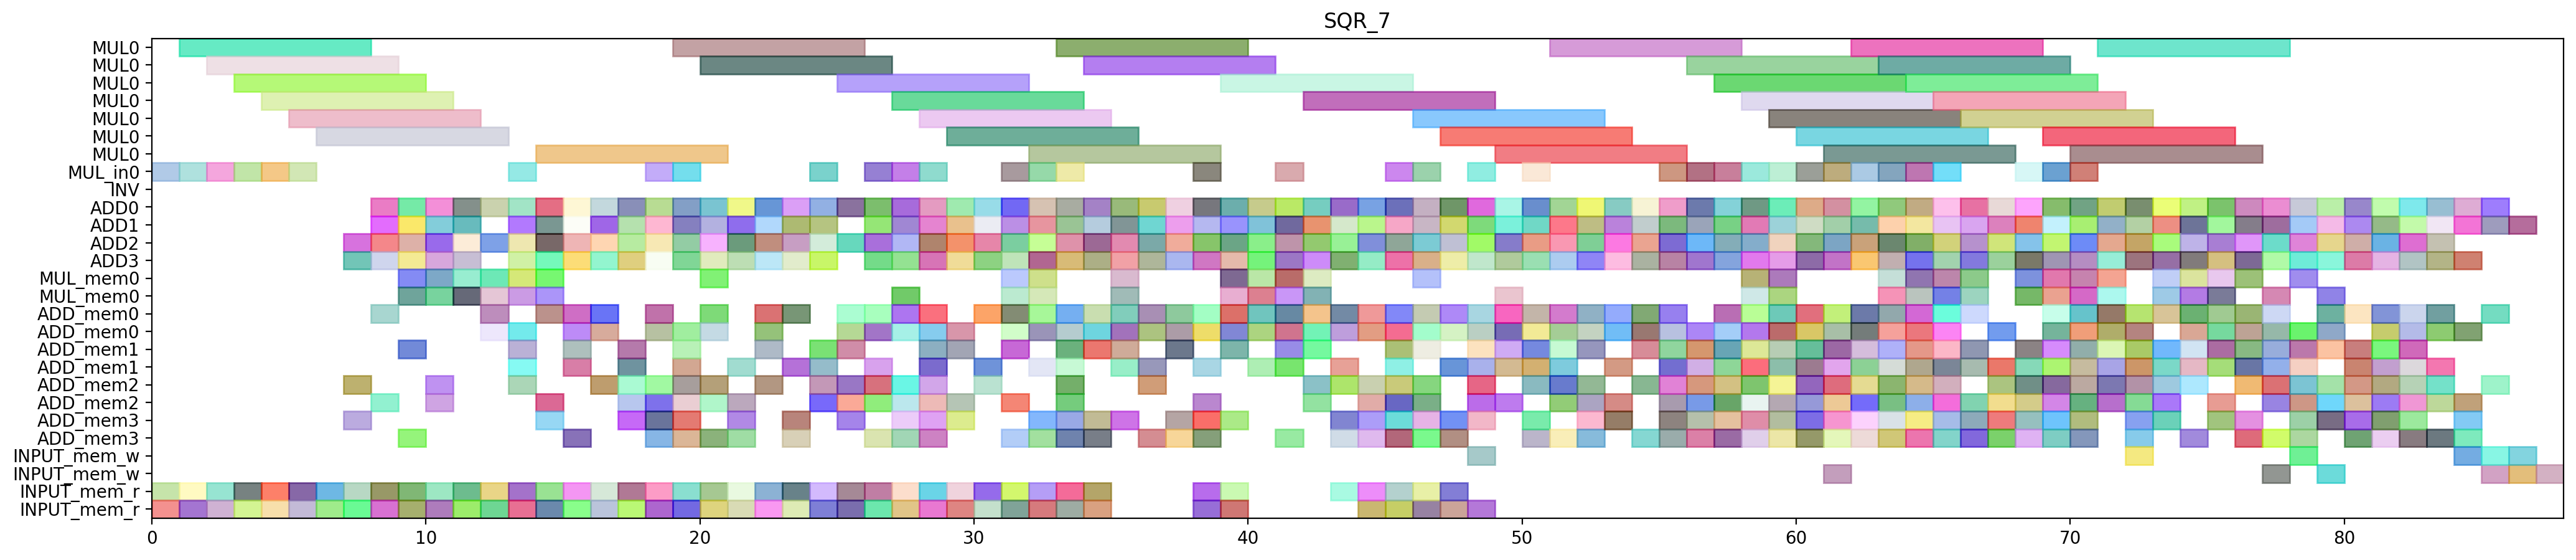 SQR_7
MUL0
MUL0
MUL0
MUL0
MUL0
MUL0
MUL0
MUL_in0
INV
ADD0
ADD1
ADD2
ADD3
MUL_mem0
MUL_mem0
ADD_mem0
ADD_mem0
ADD_mem1
ADD_mem1
ADD_mem2
ADD_mem2
ADD_mem3
ADD_mem3
INPUT_mem_w
INPUT_mem_w
INPUT_mem_r
INPUT_mem_r
0 10 20 30 40 50 60 70 80